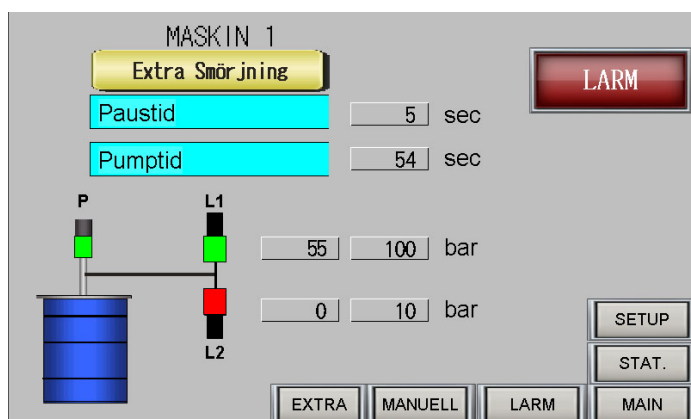 MASKIN 1
Extra Smörjning
LARM
Paustid 5 sec
Pumptid 54 sec
P L1
55 100 bar
0 10 bar
L2
SETUP
STAT.
EXTRA MANUELL LARM MAIN